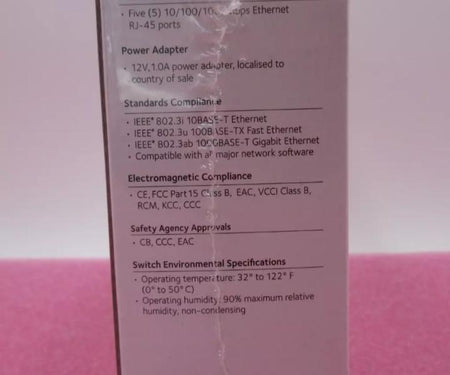 • Five (5) 10/100/10 bps Ethernet
RJ-45 ports
Power Adapter
• 12V,1.0A power adapter, localised to
country of sale
Standards Compliance
• IEEE® 802.3i 10BASE-T Ethernet
• IEEE® 802.3u 100BASE-TX Fast Ethernet
• IEEE® 802.3ab 1000BASE-T Gigabit Ethernet
• Compatible with all major network software
Electromagnetic Compliance
• CE, FCC Part 15 Class B, EAC, VCCI Class B,
RCM, KCC, CCC
Safety Agency Approvals
• CB, CCC, EAC
Switch Environmental Specifications
• Operating temperature: 32° to 122° F
(0° to 50° C)
• Operating humidity: 90% maximum relative
humidity, non-condensing